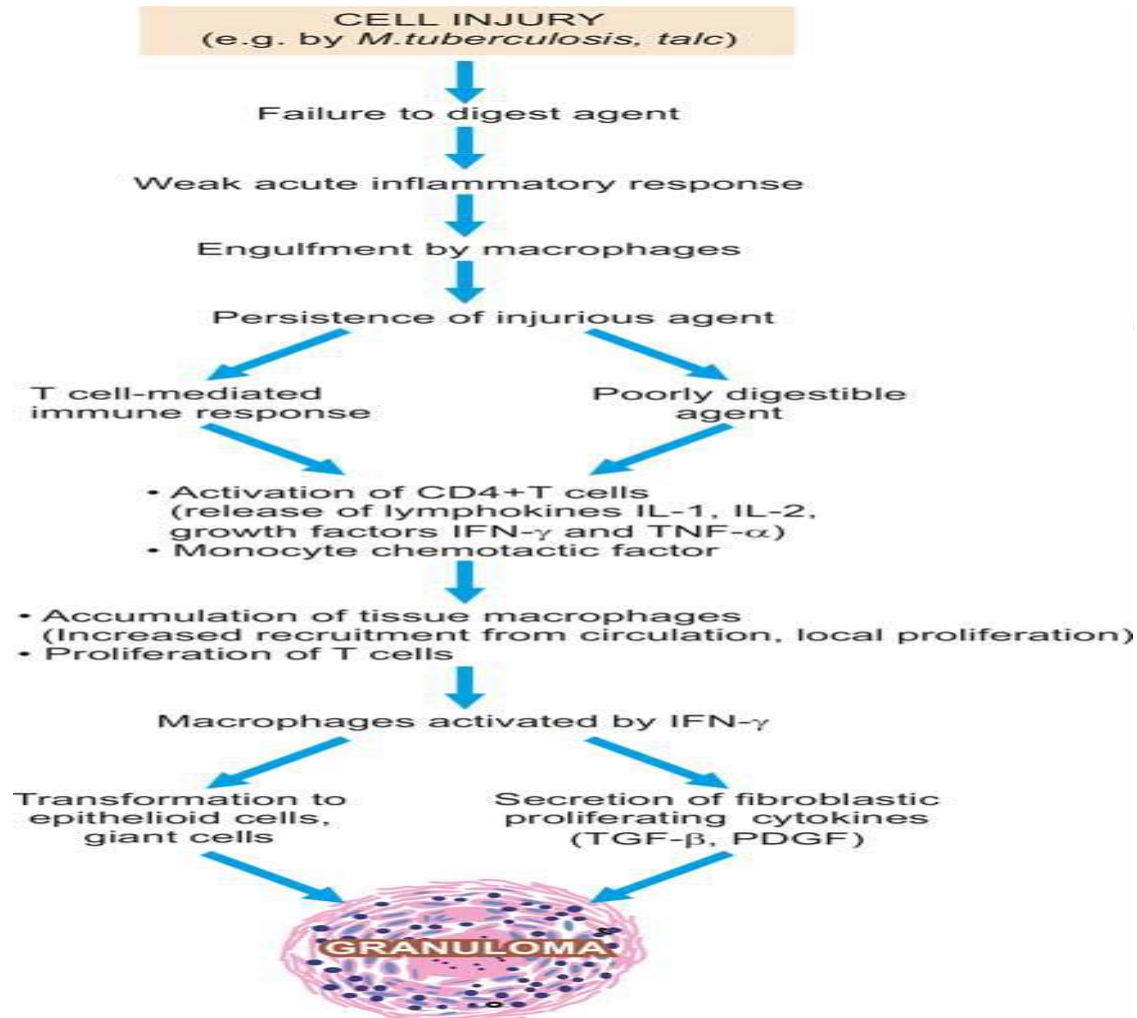 CELL INJURY
(e.g. by M.tuberculosis, talc)
Failure to digest agent
Weak acute inflammatory response
Engulfment by macrophages
Persistence of injurious agent
T cell-mediated
immune response
Poorly digestible
agent
• Activation of CD4+T cells
(release of lymphokines IL-1, IL-2,
growth factors IFN-γ and TNF-α)
• Monocyte chemotactic factor
• Accumulation of tissue macrophages
(Increased recruitment from circulation, local proliferation)
• Proliferation of T cells
Macrophages activated by IFN-γ
Transformation to
epithelioid cells,
giant cells
Secretion of fibroblastic
proliferating cytokines
(TGF-β, PDGF)
GRANULOMA